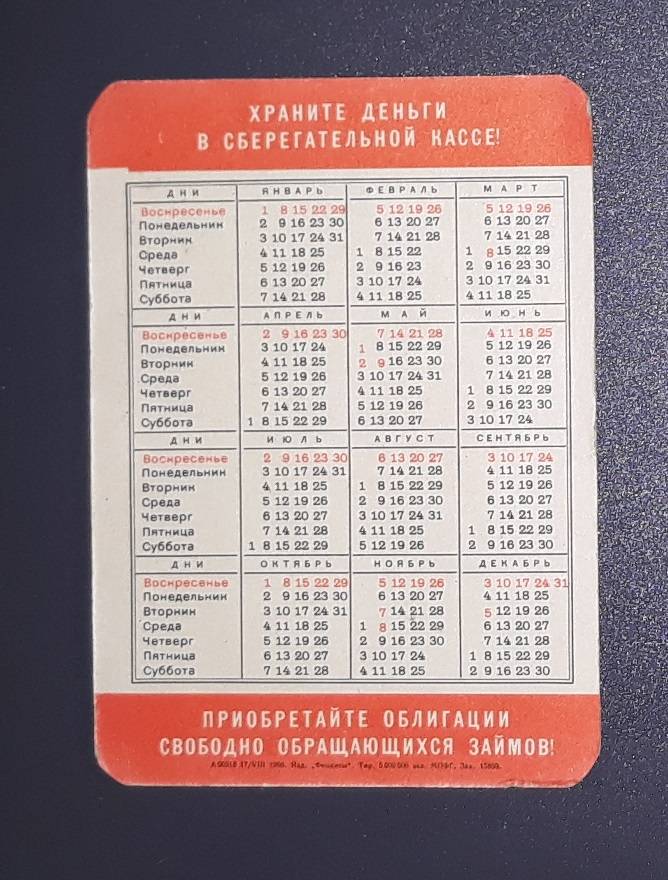 ХРАНИТЕ ДЕНЬГИ
В СБЕРЕГАТЕЛЬНОЙ КАССЕ!
ДНИ ЯНВАРЬ ФЕВРАЛЬ МАРТ
Воскресенье 1 8 15 22 29 5 12 19 26 5 12 19 26
Понедельник 2 9 16 23 30 6 13 20 27 6 13 20 27
Вторник 3 10 17 24 31 7 14 21 28 7 14 21 28
Среда 4 11 18 25 1 8 15 22 1 8 15 22 29
Четверг 5 12 19 26 2 9 16 23 2 9 16 23 30
Пятница 6 13 20 27 3 10 17 24 3 10 17 24 31
Суббота 7 14 21 28 4 11 18 25 4 11 18 25
ДНИ АПРЕЛЬ МАЙ ИЮНЬ
Воскресенье 2 9 16 23 30 7 14 21 28 4 11 18 25
Понедельник 3 10 17 24 1 8 15 22 29 5 12 19 26
Вторник 4 11 18 25 2 9 16 23 30 6 13 20 27
Среда 5 12 19 26 3 10 17 24 31 7 14 21 28
Четверг 6 13 20 27 4 11 18 25 1 8 15 22 29
Пятница 7 14 21 28 5 12 19 26 2 9 16 23 30
Суббота 1 8 15 22 29 6 13 20 27 3 10 17 24
ДНИ ИЮЛЬ АВГУСТ СЕНТЯБРЬ
Воскресенье 2 9 16 23 30 6 13 20 27 3 10 17 24
Понедельник 3 10 17 24 31 7 14 21 28 4 11 18 25
Вторник 4 11 18 25 1 8 15 22 29 5 12 19 26
Среда 5 12 19 26 2 9 16 23 30 6 13 20 27
Четверг 6 13 20 27 3 10 17 24 31 7 14 21 28
Пятница 7 14 21 28 4 11 18 25 1 8 15 22 29
Суббота 1 8 15 22 29 5 12 19 26 2 9 16 23 30
ДНИ ОКТЯБРЬ НОЯБРЬ ДЕКАБРЬ
Воскресенье 1 8 15 22 29 5 12 19 26 3 10 17 24 31
Понедельник 2 9 16 23 30 6 13 20 27 4 11 18 25
Вторник 3 10 17 24 31 7 14 21 28 5 12 19 26
Среда 4 11 18 25 1 8 15 22 29 6 13 20 27
Четверг 5 12 19 26 2 9 16 23 30 7 14 21 28
Пятница 6 13 20 27 3 10 17 24 1 8 15 22 29
Суббота 7 14 21 28 4 11 18 25 2 9 16 23 30
ПРИОБРЕТАЙТЕ ОБЛИГАЦИИ
СВОБОДНО ОБРАЩАЮЩИХСЯ ЗАЙМОВ!
17/VIII Изд. „Финансы". Тир. экз. Зак.